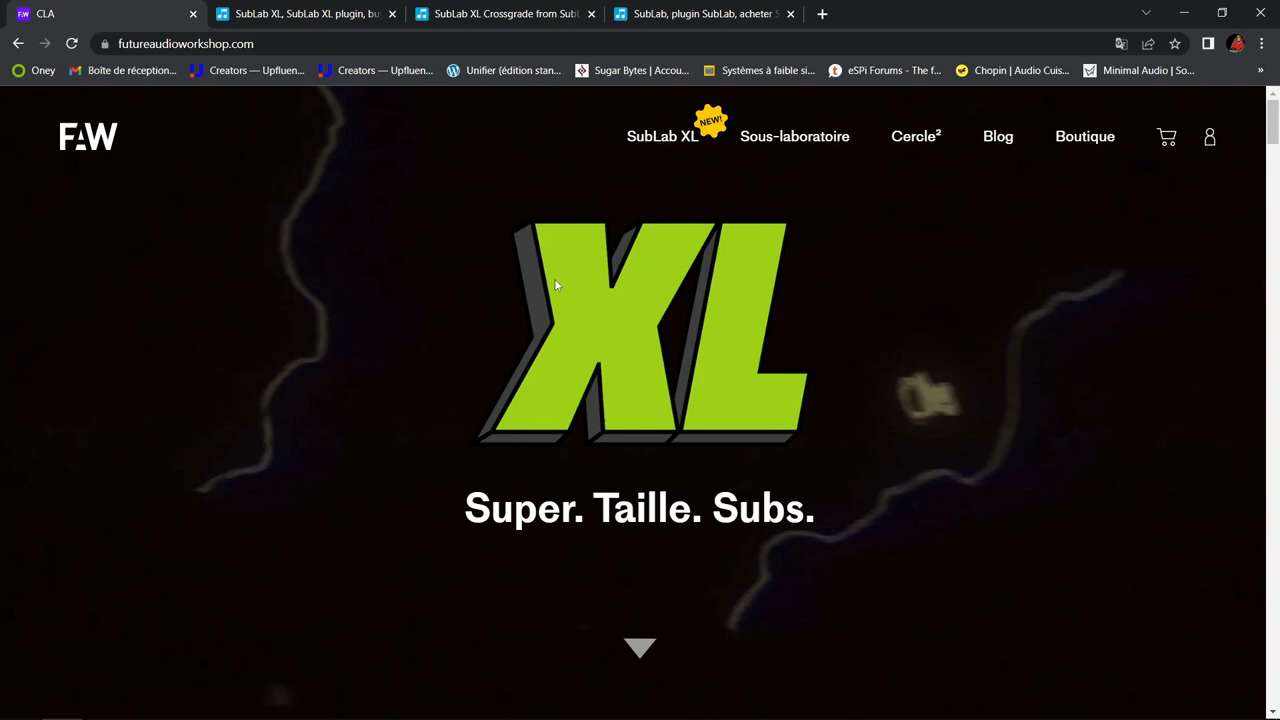 CLA
SubLab XL, SubLab XL plugin, bu
SubLab XL Crossgrade from SubL
SubLab, plugin SubLab, acheter S
futureaudioworkshop.com
Oney
Boîte de réception...
Creators — Upfluen...
Creators — Upfluen...
Unifier (édition stan...
Sugar Bytes | Accou...
Système à faible si...
eSPi Forums - The f...
Chopin | Audio Cuis...
Minimal Audio | So...
FAW
SubLab XL
NEW!
Sous-laboratoire
Cercle²
Blog
Boutique
XL
Super. Taille. Subs.